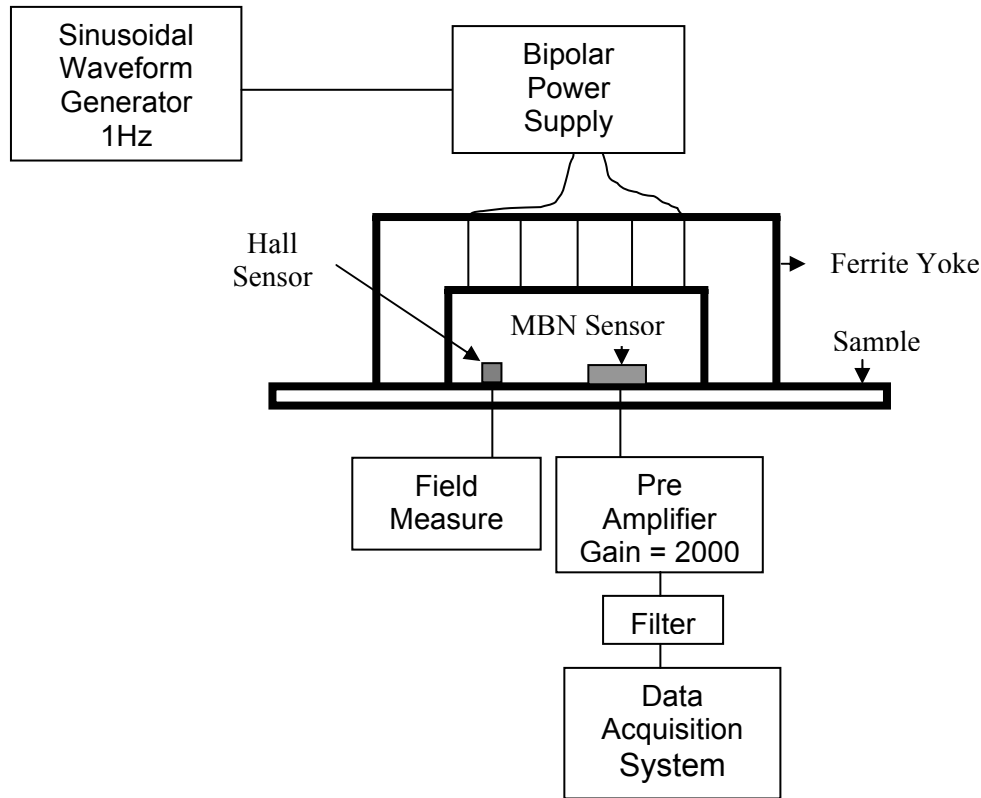 Sinusoidal
Waveform
Generator
1Hz
Bipolar
Power
Supply
Hall
Sensor
Ferrite Yoke
MBN Sensor
Sample
Field
Measure
Pre
Amplifier
Gain = 2000
Filter
Data
Acquisition
System